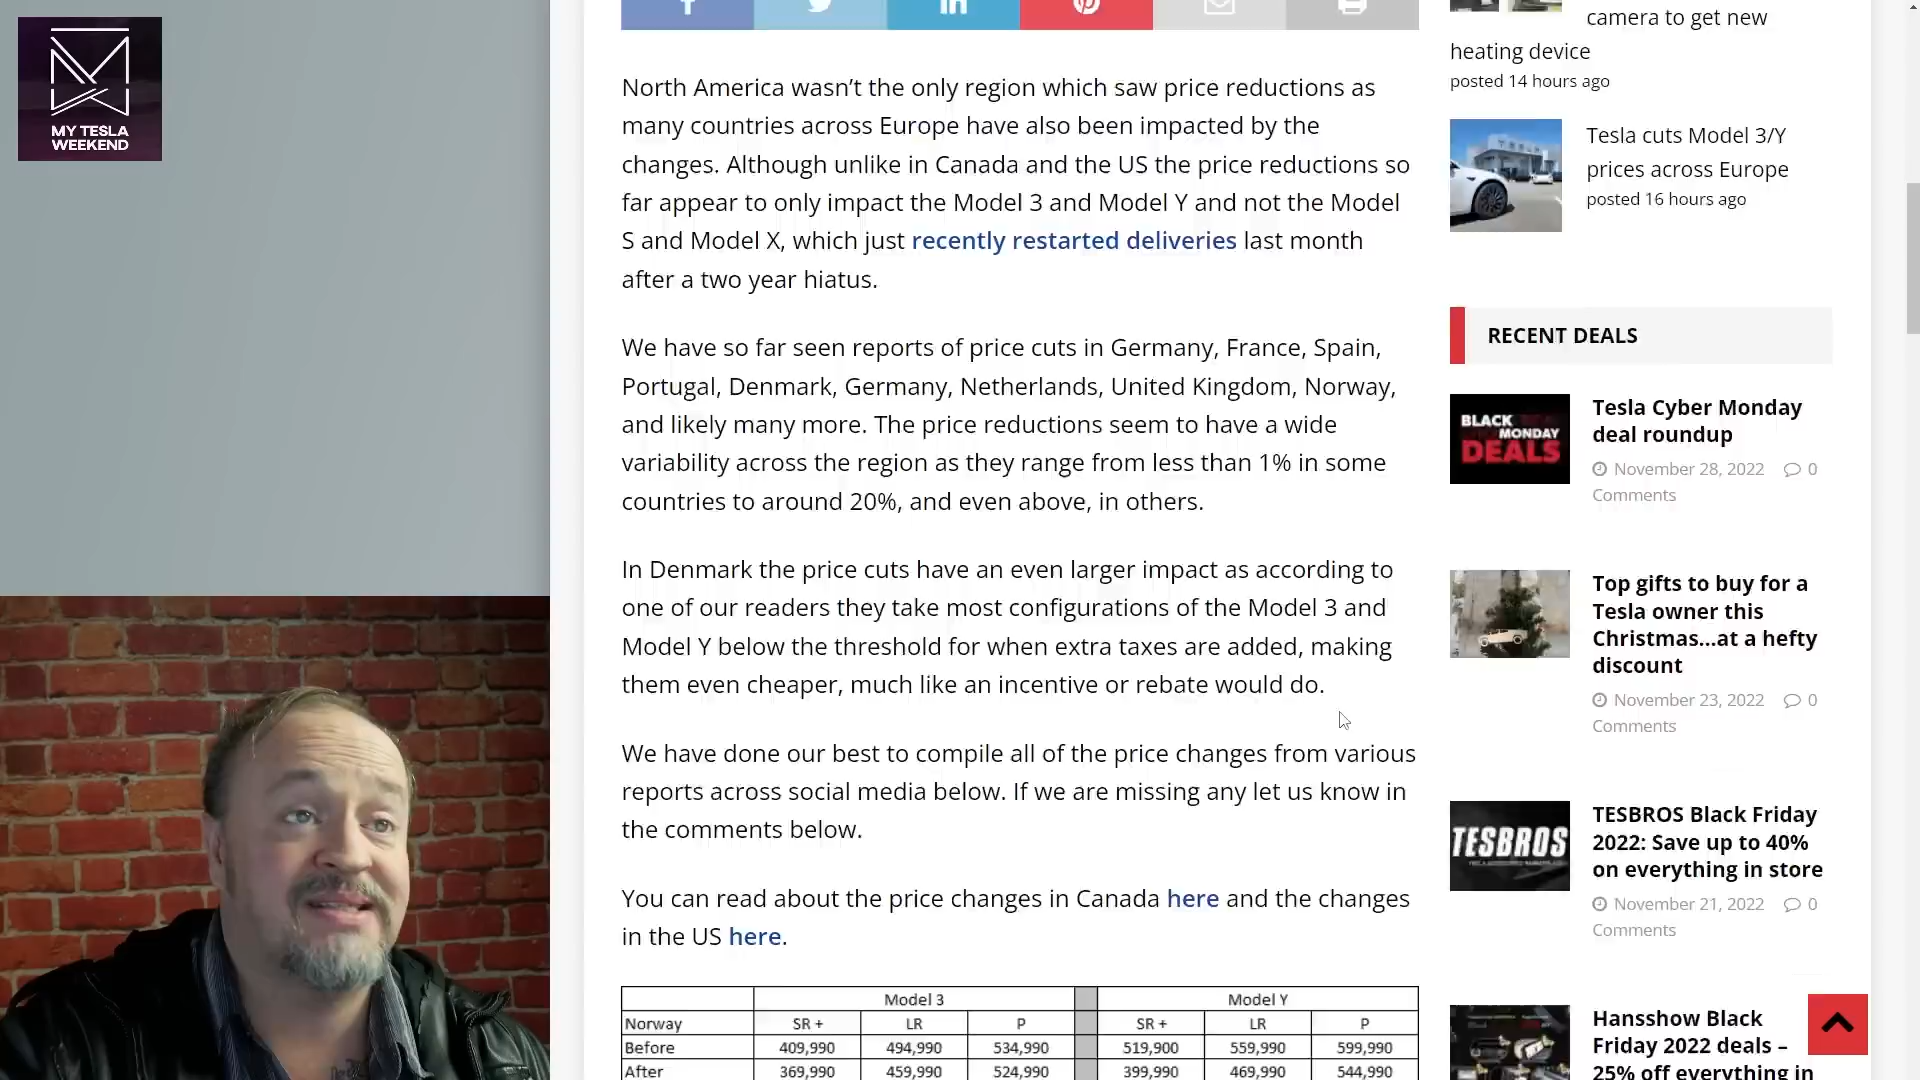 MY TESLA
WEEKEND
North America wasn’t the only region which saw price reductions as
many countries across Europe have also been impacted by the
changes. Although unlike in Canada and the US the price reductions so
far appear to only impact the Model 3 and Model Y and not the Model
S and Model X, which just recently restarted deliveries last month
after a two year hiatus.
We have so far seen reports of price cuts in Germany, France, Spain,
Portugal, Denmark, Germany, Netherlands, United Kingdom, Norway,
and likely many more. The price reductions seem to have a wide
variability across the region as they range from less than 1% in some
countries to around 20%, and even above, in others.
In Denmark the price cuts have an even larger impact as according to
one of our readers they take most configurations of the Model 3 and
Model Y below the threshold for when extra taxes are added, making
them even cheaper, much like an incentive or rebate would do.
We have done our best to compile all of the price changes from various
reports across social media below. If we are missing any let us know in
the comments below.
You can read about the price changes in Canada here and the changes
in the US here.
Model 3 Model Y
Norway SR + LR P SR + LR P
Before 409,990 494,990 534,990 519,900 559,990 599,990
After 369,990 459,990 524,990 399,990 469,990 544,990
camera to get new
heating device
posted 14 hours ago
TESLA
Tesla cuts Model 3/Y
prices across Europe
posted 16 hours ago
RECENT DEALS
BLACK
MONDAY
DEALS
Tesla Cyber Monday
deal roundup
November 28, 2022 0
Comments
Top gifts to buy for a
Tesla owner this
Christmas…at a hefty
discount
November 23, 2022 0
Comments
TESBROS
TESBROS Black Friday
2022: Save up to 40%
on everything in store
November 21, 2022 0
Comments
Hansshow Black
Friday 2022 deals –
25% off everything in